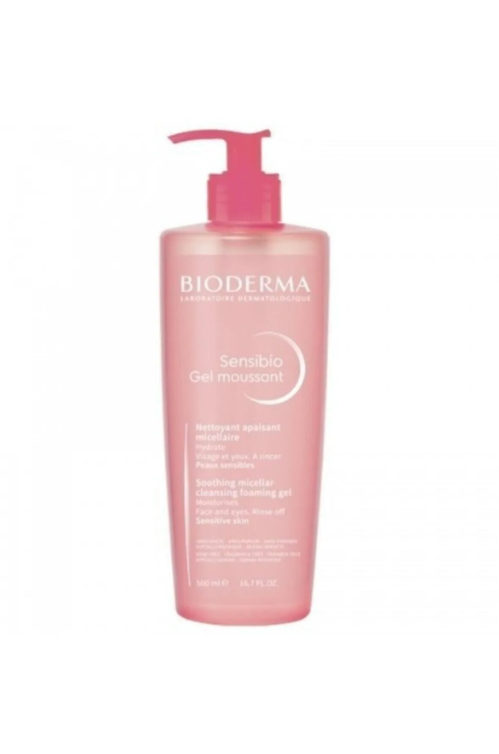 BIODERMA
LABORATOIRE DERMATOLOGIQUE
Sensibio
Gel moussant
Nettoyant apaisant
micellaire
Hydrate
Visage et yeux. A rincer
Peaux sensibles
Soothing micellar
cleansing foaming gel
Moisturises
Face and eyes. Rinse off
Sensitive skin
500 ml e 16.7 FL.OZ.